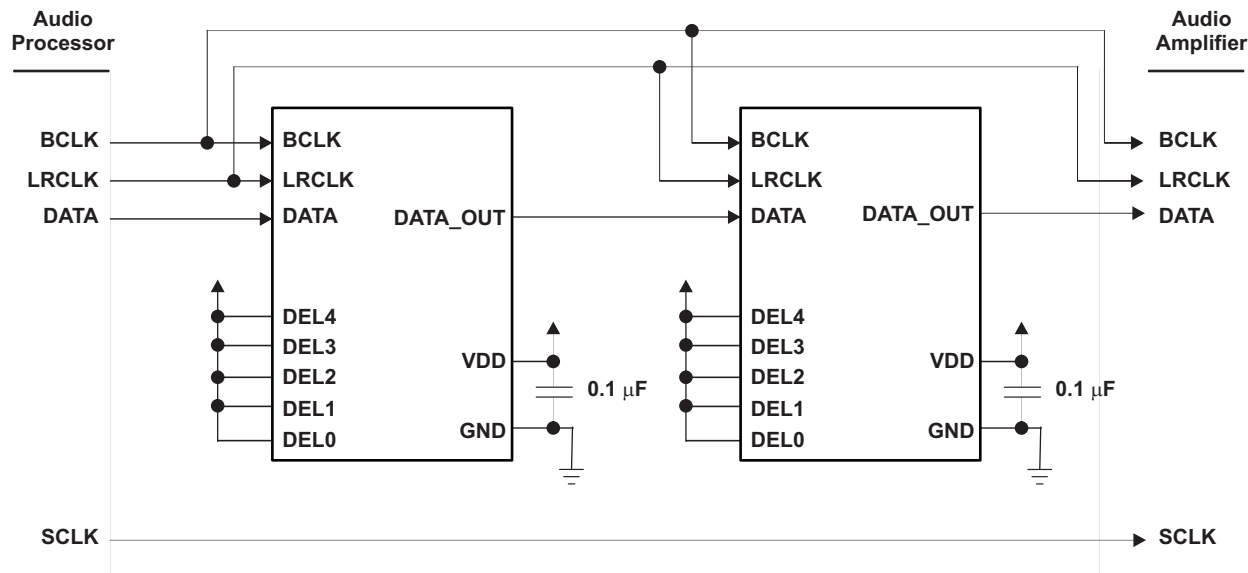 Audio
Processor
Audio
Amplifier
BCLK
BCLK
BCLK
BCLK
LRCLK
LRCLK
LRCLK
LRCLK
DATA
DATA
DATA_OUT
DATA
DATA_OUT
DATA
DEL4
DEL3
DEL2
DEL1
DEL0
VDD
GND
0.1 μF
DEL4
DEL3
DEL2
DEL1
DEL0
VDD
GND
0.1 μF
SCLK
SCLK